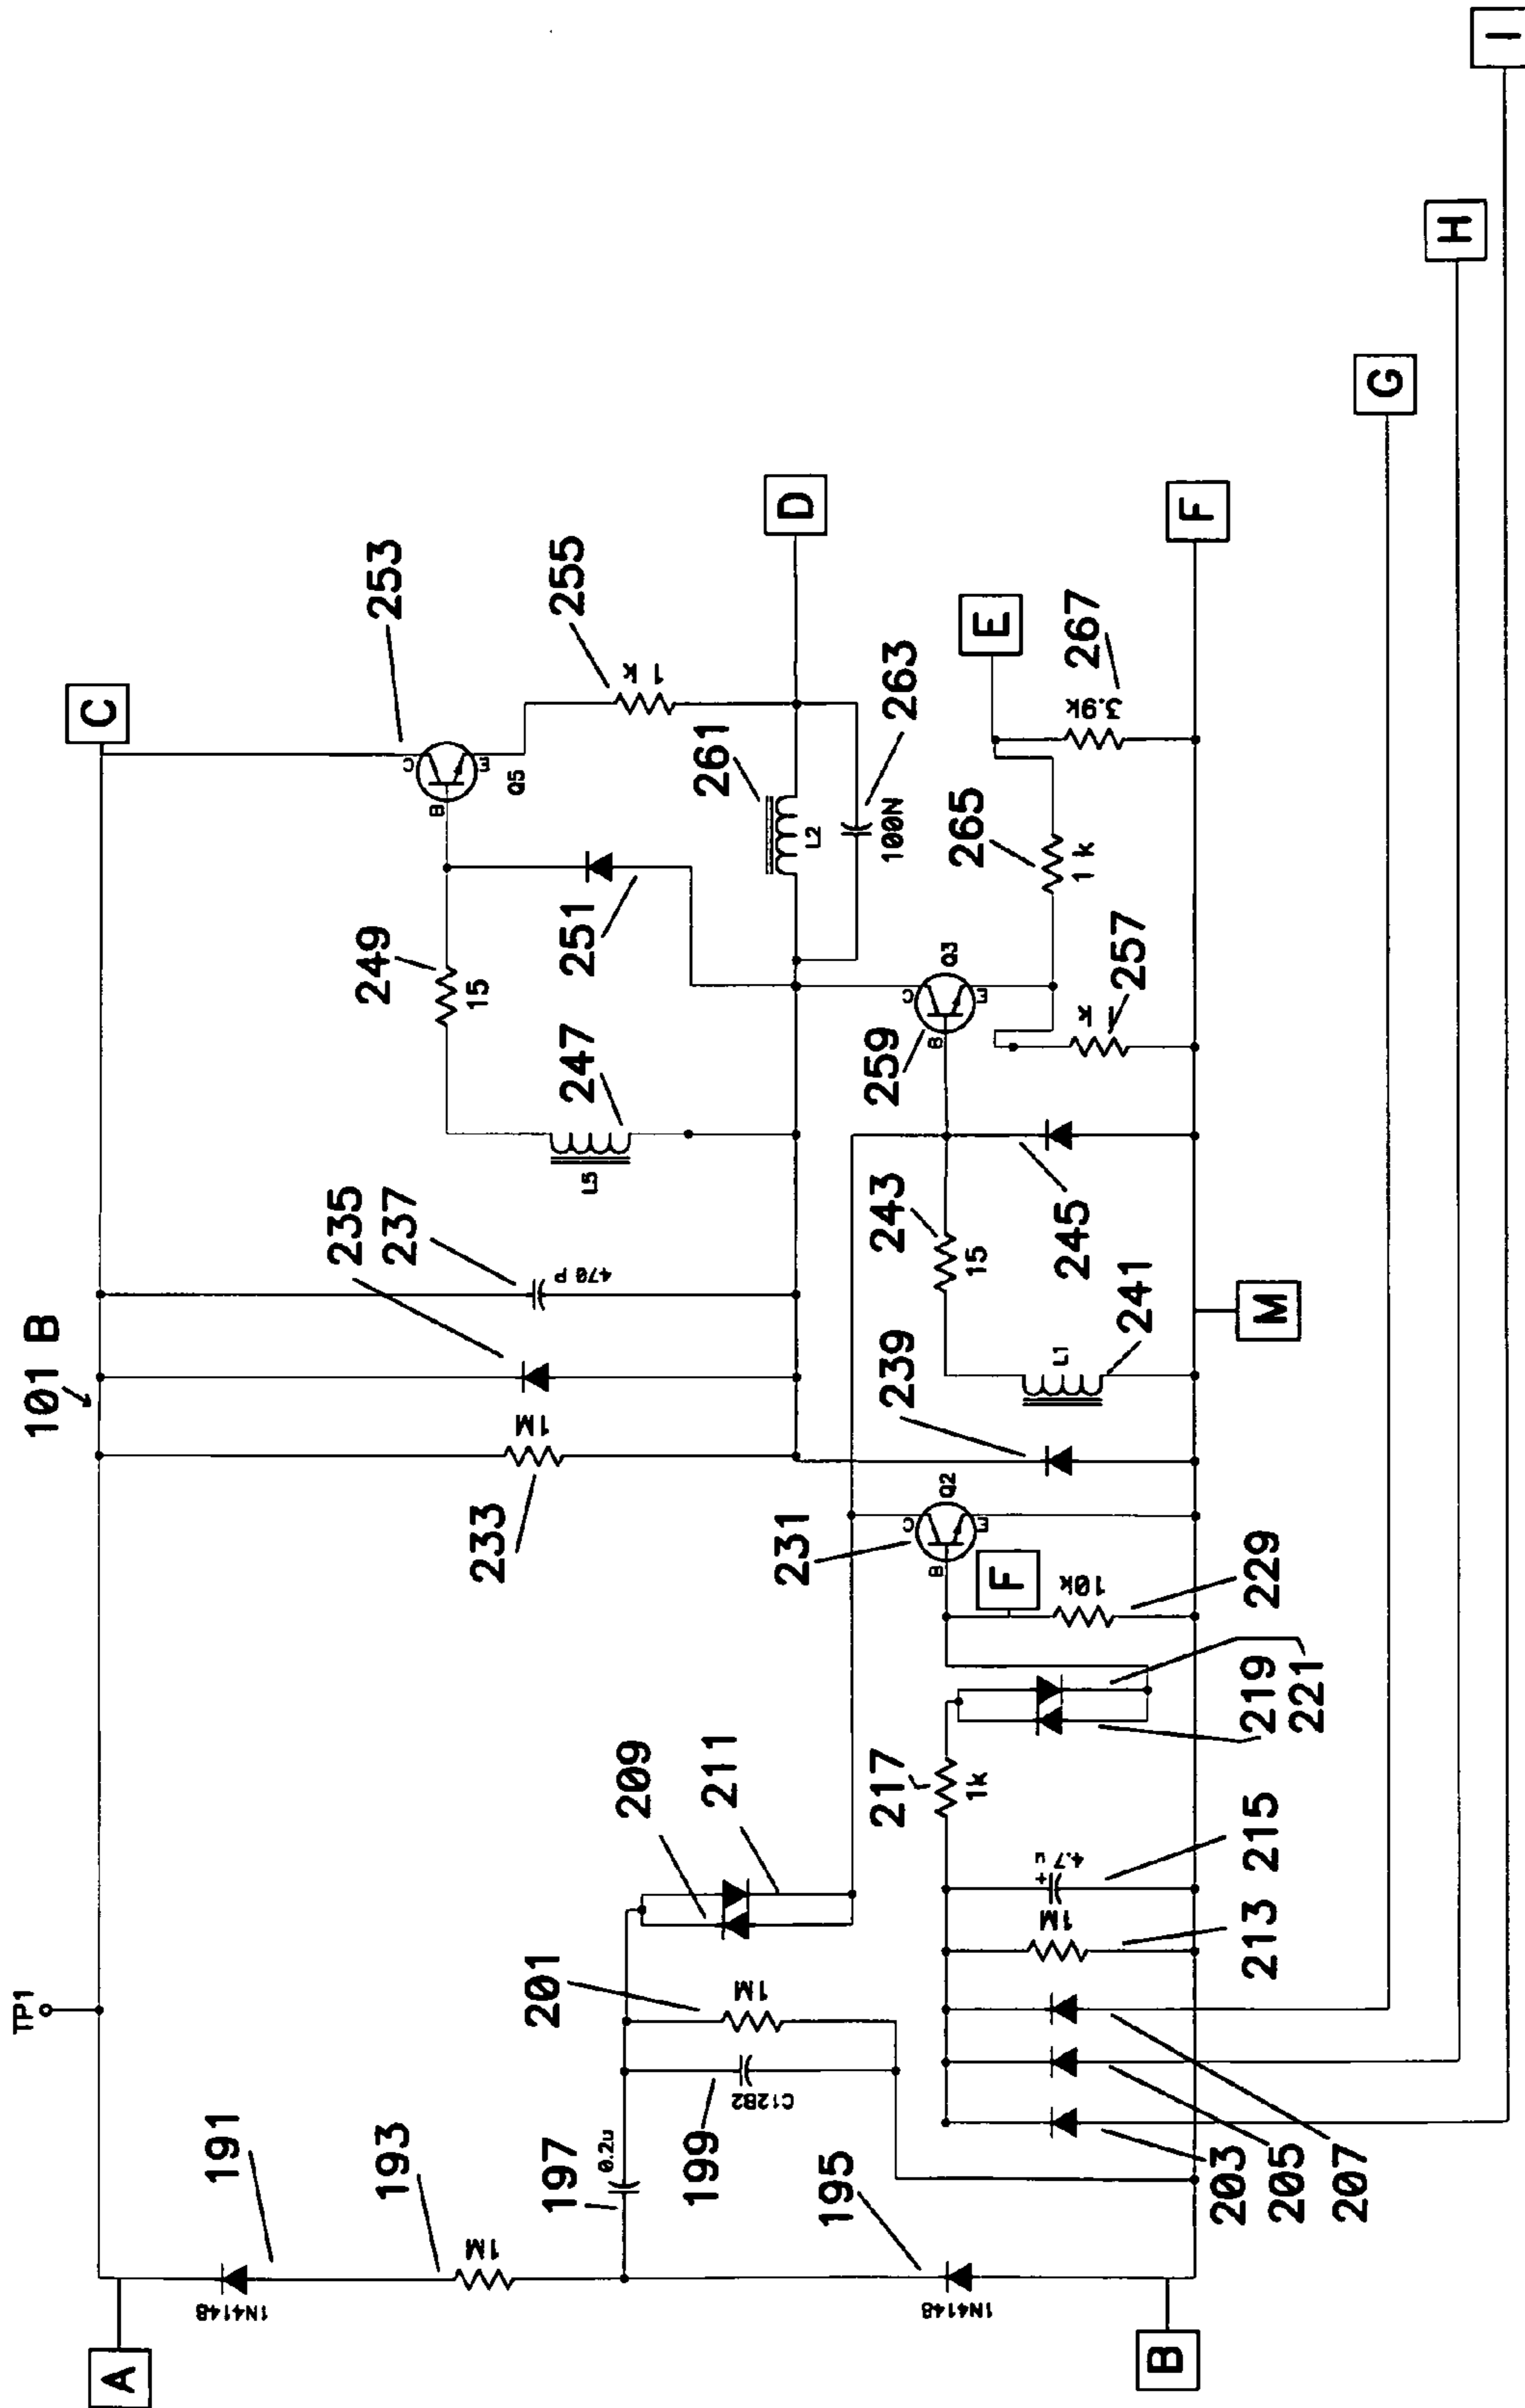 101 B
TP1
A
B
C
D
E
F
F
G
H
I
M
191
1N4148
193
1M
195
1N4148
197
0.2u
199
C12B2
201
1M
203
205
207
209
211
213
1M
215
4.7 u
+
217
1k
219
221
229
10k
231
B
C
E
Q2
233
1M
235
237
470 P
239
241
L1
243
15
245
247
L5
249
15
251
253
B
C
E
Q5
255
1 k
257
1 k
259
B
C
E
Q3
261
L2
263
100N
265
1 k
267
3.9k